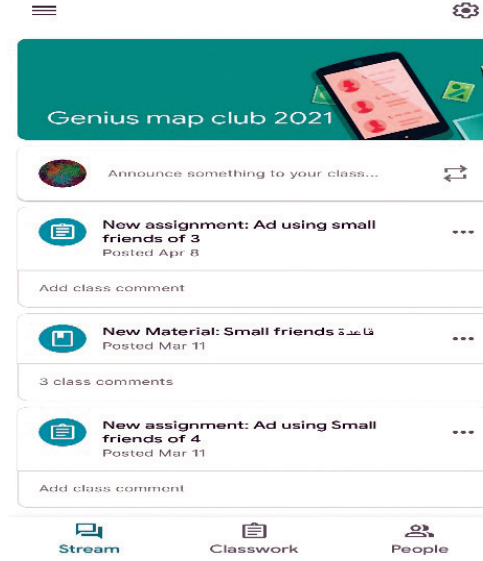 Genius map club 2021
Announce something to your class...
New assignment: Ad using small
friends of 3
Posted Apr 8
Add class comment
New Material: Small friends قاعدة
Posted Mar 11
3 class comments
New assignment: Ad using Small
friends of 4
Posted Mar 11
Add class comment
Stream
Classwork
People